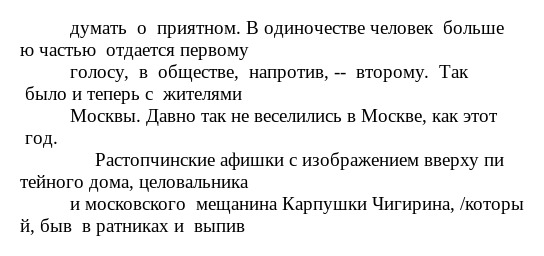 думать о приятном. В одиночестве человек больше
ю частью отдается первому
голосу, в обществе, напротив, -- второму. Так
было и теперь с жителями
Москвы. Давно так не веселились в Москве, как этот
год.
Растопчинские афишки с изображением вверху пи
тейного дома, целовальника
и московского мещанина Карпушки Чигирина, /которы
й, быв в ратниках и выпив